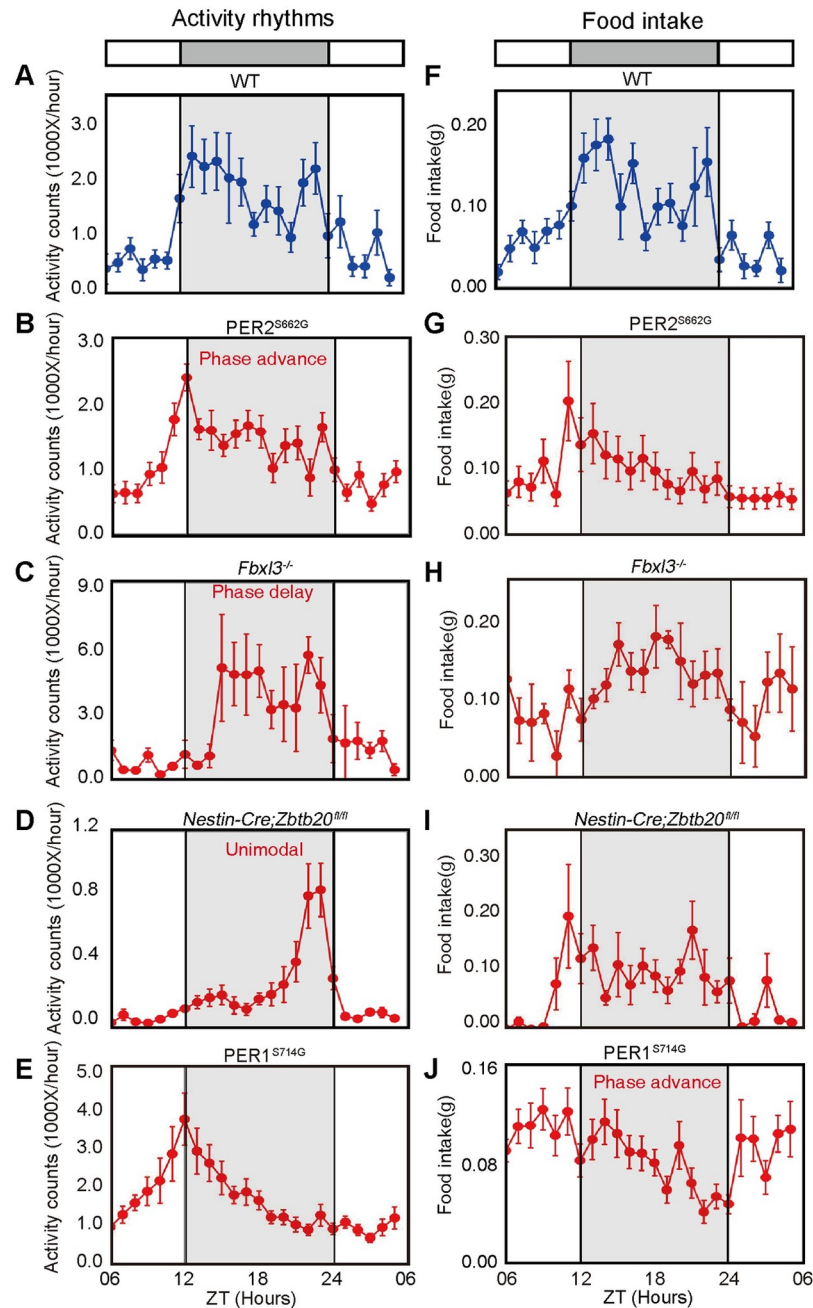 Activity rhythms
Food intake
A
WT
Activity counts (1000X/hour)
3.0
2.0
1.0
0.0
F
WT
Food intake(g)
0.20
0.10
0.00
B
PER2S662G
Phase advance
Activity counts (1000X/hour)
3.0
2.0
1.0
0.0
G
PER2S662G
Food intake(g)
0.30
0.20
0.10
0.00
C
Fbxl3-/-
Phase delay
Activity counts (1000X/hour)
9.0
6.0
3.0
0.0
H
Fbxl3-/-
Food intake(g)
0.20
0.10
0.00
D
Nestin-Cre;Zbtb20fl/fl
Unimodal
Activity counts (1000X/hour)
1.2
0.8
0.4
0.0
I
Nestin-Cre;Zbtb20fl/fl
Food intake(g)
0.30
0.20
0.10
0.00
E
PER1S714G
Activity counts (1000X/hour)
5.0
4.0
3.0
2.0
1.0
0.0
06 12 18 24 06
ZT (Hours)
J
PER1S714G
Phase advance
Food intake(g)
0.16
0.08
0.00
06 12 18 24 06
ZT (Hours)